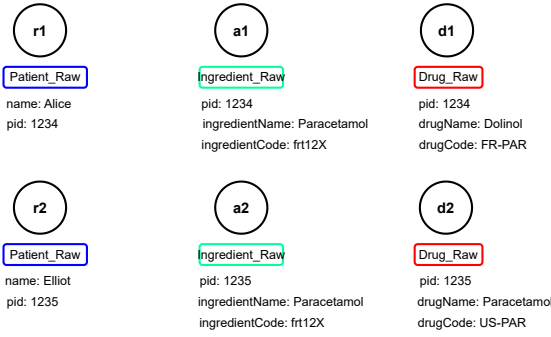 r1
a1
d1
Patient_Raw
Ingredient_Raw
Drug_Raw
name: Alice
pid: 1234
pid: 1234
pid: 1234
ingredientName: Paracetamol
drugName: Dolinol
ingredientCode: frt12X
drugCode: FR-PAR
r2
a2
d2
Patient_Raw
Ingredient_Raw
Drug_Raw
name: Elliot
pid: 1235
pid: 1235
pid: 1235
ingredientName: Paracetamol
drugName: Paracetamol
ingredientCode: frt12X
drugCode: US-PAR